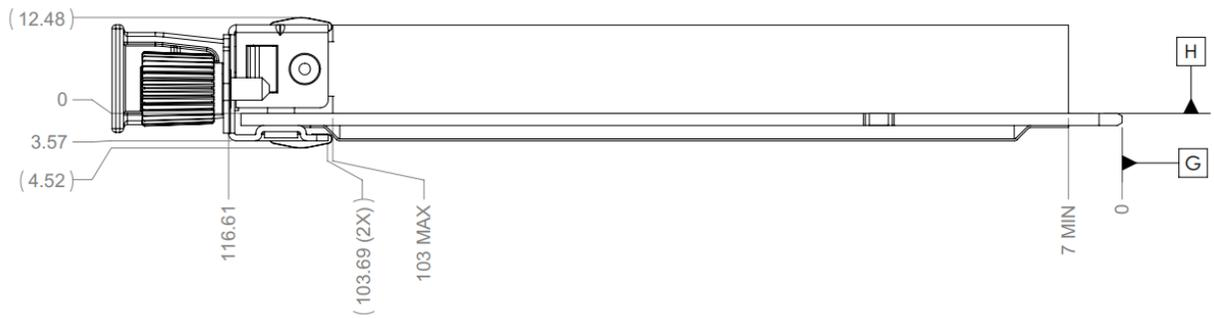 ( 12.48)
H
0
3.57
G
( 4.52 )
116.61
( 103.69 (2X) )
103 MAX
7 MIN
0